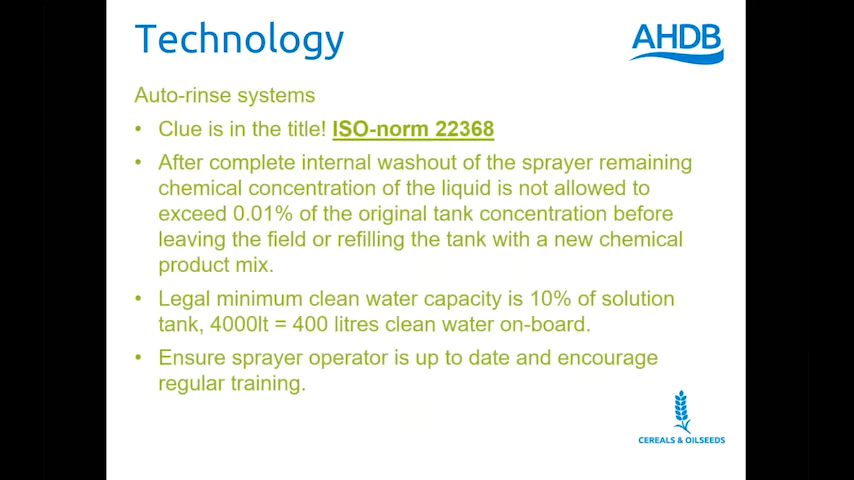 Technology
AHDB
Auto-rinse systems
• Clue is in the title! ISO-norm 22368
• After complete internal washout of the sprayer remaining
chemical concentration of the liquid is not allowed to
exceed 0.01% of the original tank concentration before
leaving the field or refilling the tank with a new chemical
product mix.
• Legal minimum clean water capacity is 10% of solution
tank, 4000lt = 400 litres clean water on-board.
• Ensure sprayer operator is up to date and encourage
regular training.
CEREALS & OILSEEDS